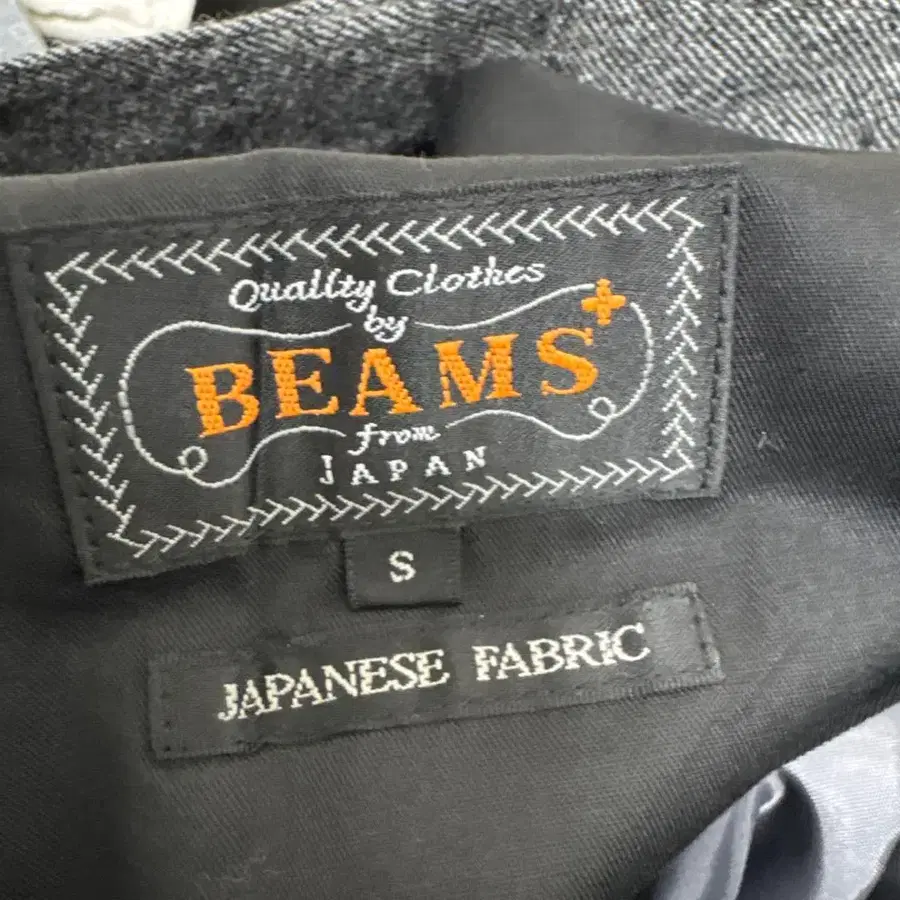 Quality Clothes
by
BEAMS+
from
JAPAN
S
JAPANESE FABRIC